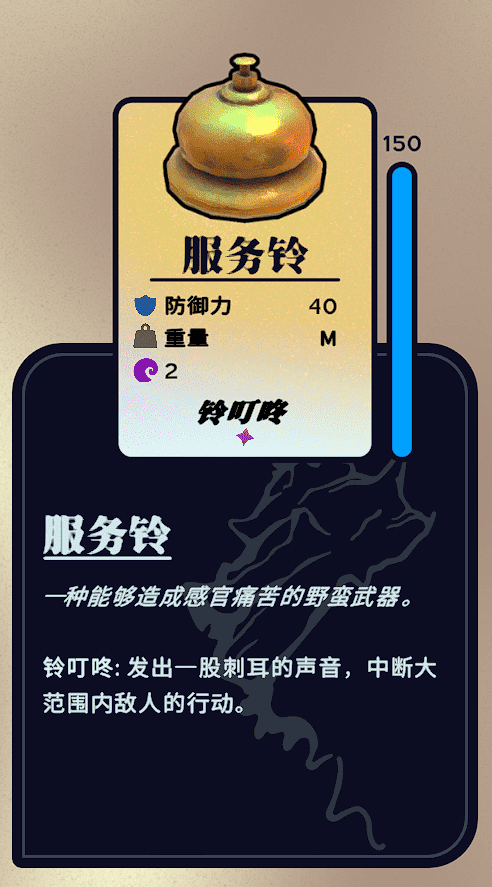 150
服务铃
防御力 40
重量 M
2
铃叮咚
服务铃
一种能够造成感官痛苦的野蛮武器。
铃叮咚: 发出一股刺耳的声音，中断大
范围内敌人的行动。